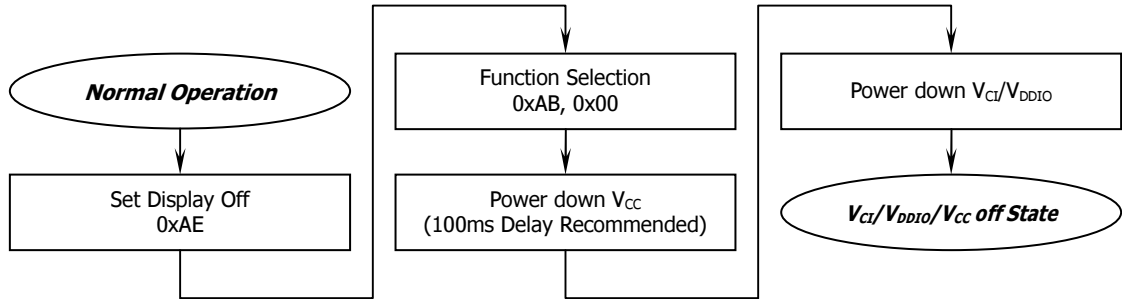 Normal Operation
Set Display Off
0xAE
Function Selection
0xAB, 0x00
Power down VCC
(100ms Delay Recommended)
Power down VCI/VDDIO
VCI/VDDIO/VCC off State